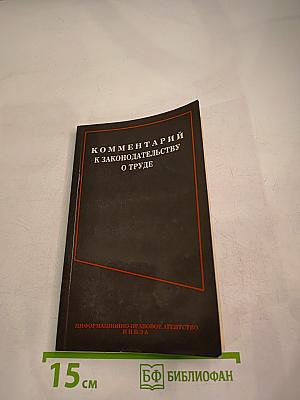 КОММЕНТАРИЙ
К ЗАКОНОДАТЕЛЬСТВУ
О ТРУДЕ
ИНФОРМАЦИОННО-ПРАВОВОЕ АГЕНТСТВО
15 см
БФ БИБЛИОФАН